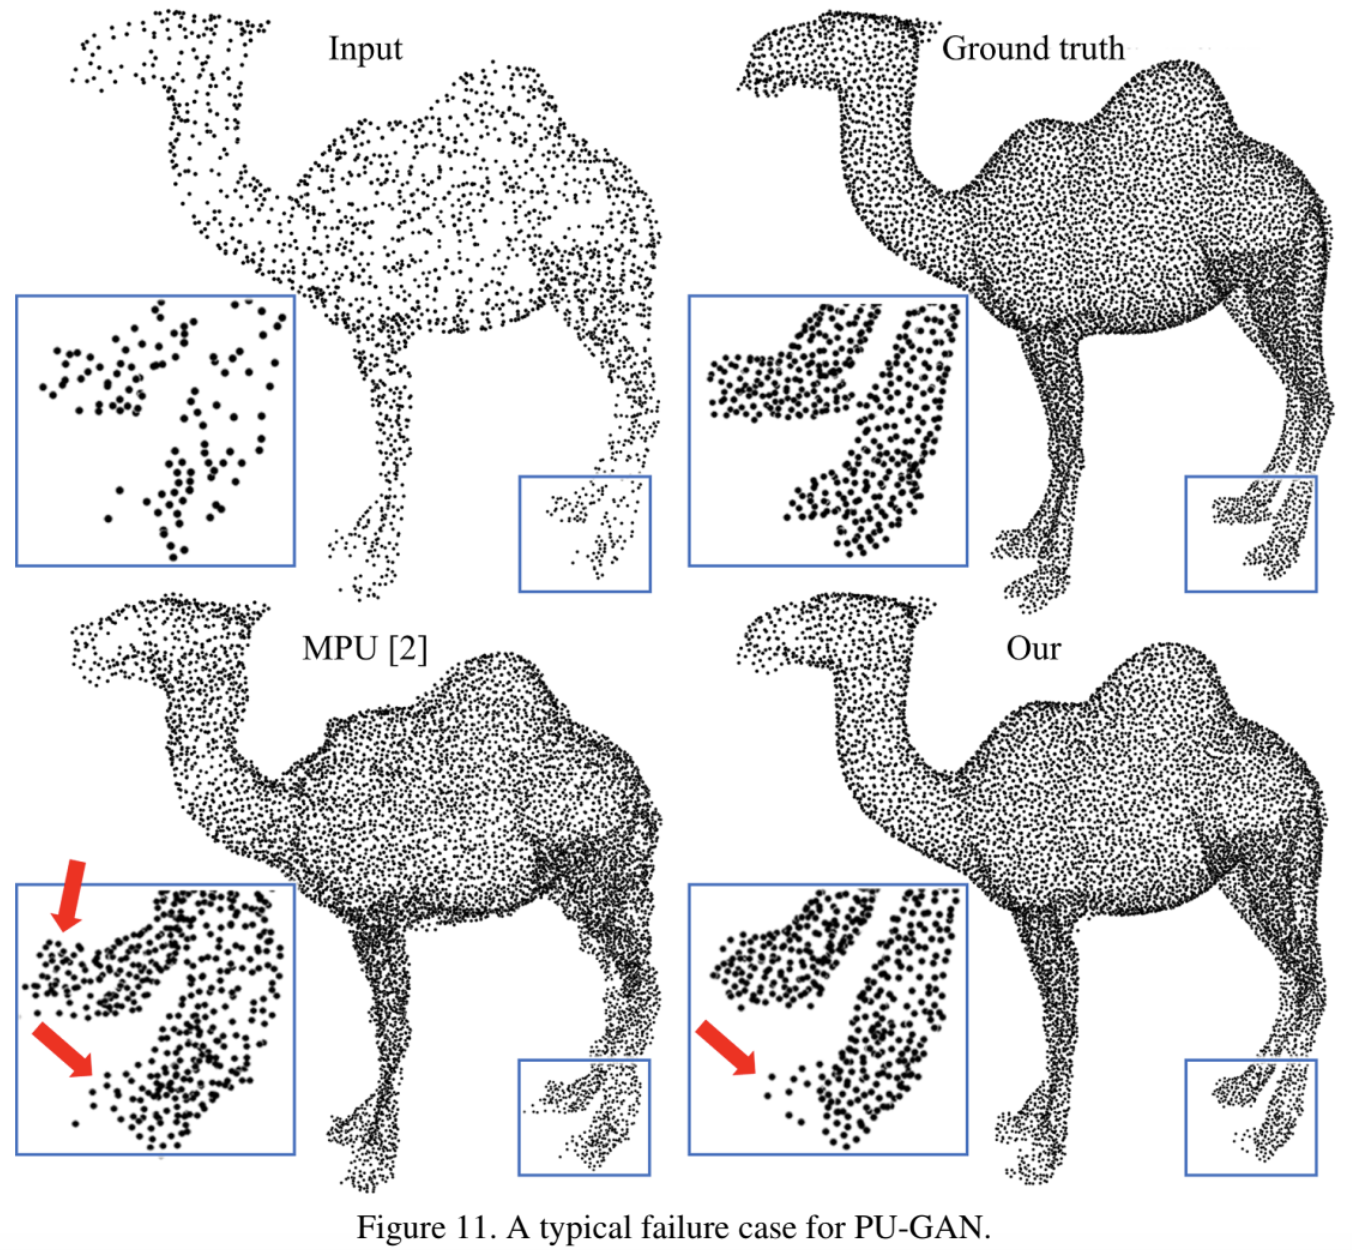 Input
Ground truth
MPU [2]
Our
Figure 11. A typical failure case for PU-GAN.